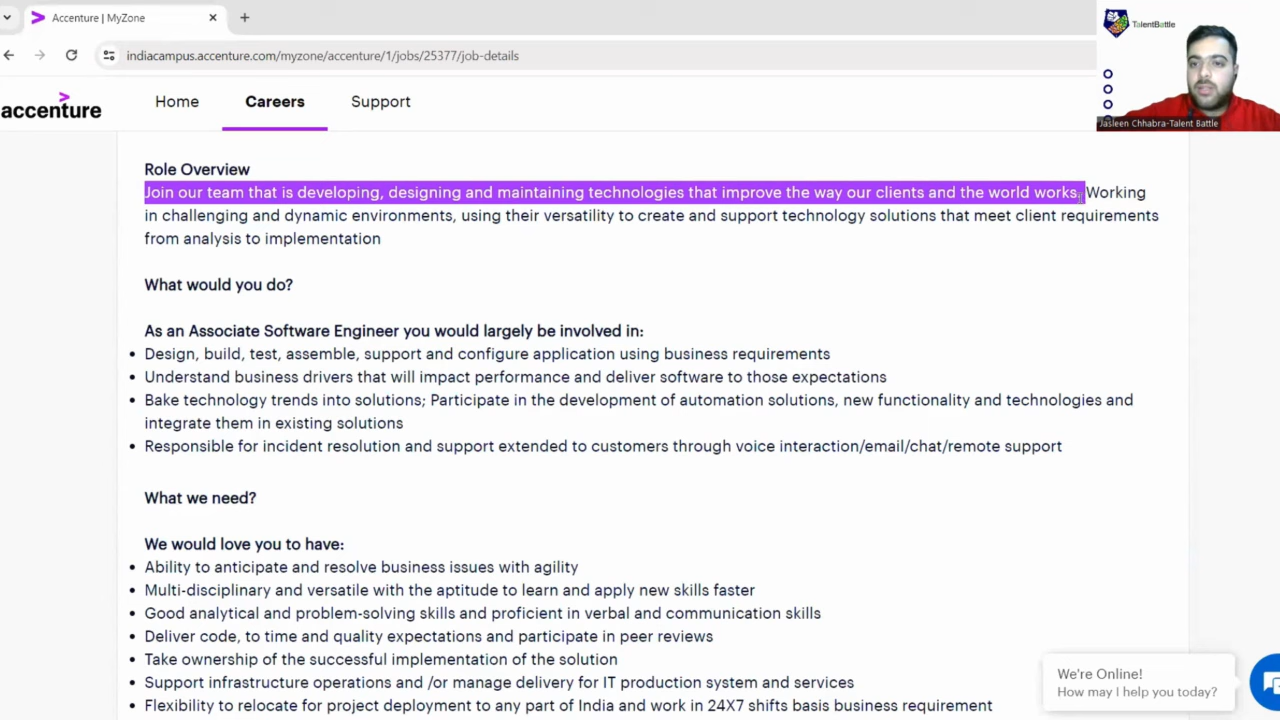 Accenture | MyZone
TalentBattle
indiacampus.accenture.com/myzone/accenture/1/jobs/25377/job-details
accenture
Home
Careers
Support
Jasleen Chhabra-Talent Battle
Role Overview
Join our team that is developing, designing and maintaining technologies that improve the way our clients and the world works. Working
in challenging and dynamic environments, using their versatility to create and support technology solutions that meet client requirements
from analysis to implementation
What would you do?
As an Associate Software Engineer you would largely be involved in:
• Design, build, test, assemble, support and configure application using business requirements
• Understand business drivers that will impact performance and deliver software to those expectations
• Bake technology trends into solutions; Participate in the development of automation solutions, new functionality and technologies and
integrate them in existing solutions
• Responsible for incident resolution and support extended to customers through voice interaction/email/chat/remote support
What we need?
We would love you to have:
• Ability to anticipate and resolve business issues with agility
• Multi-disciplinary and versatile with the aptitude to learn and apply new skills faster
• Good analytical and problem-solving skills and proficient in verbal and communication skills
• Deliver code, to time and quality expectations and participate in peer reviews
• Take ownership of the successful implementation of the solution
• Support infrastructure operations and /or manage delivery for IT production system and services
• Flexibility to relocate for project deployment to any part of India and work in 24X7 shifts basis business requirement
We're Online!
How may I help you today?